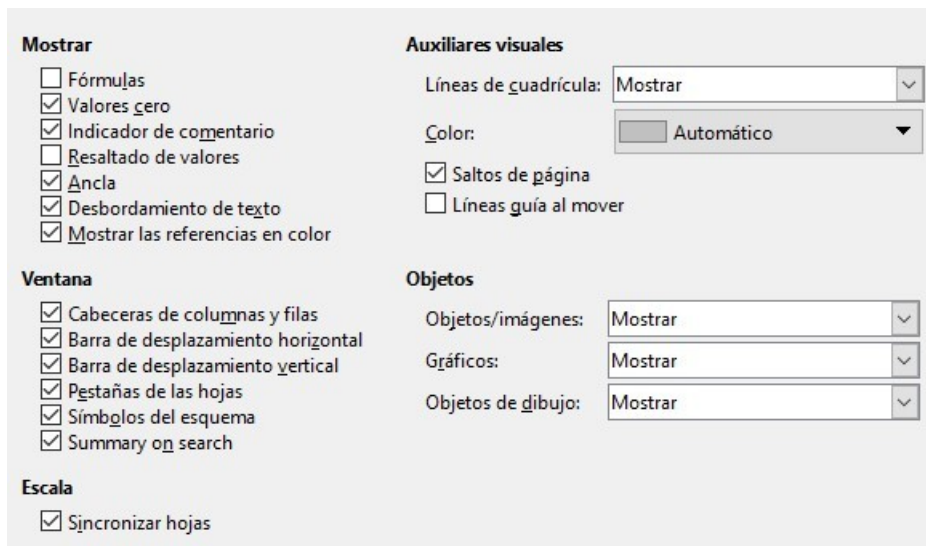 Mostrar
Fórmulas
Valores cero
Indicador de comentario
Resaltado de valores
Ancla
Desbordamiento de texto
Mostrar las referencias en color
Auxiliares visuales
Líneas de cuadrícula: Mostrar
Color: Automático
Saltos de página
Líneas guía al mover
Ventana
Cabeceras de columnas y filas
Barra de desplazamiento horizontal
Barra de desplazamiento vertical
Pestañas de las hojas
Símbolos del esquema
Summary on search
Objetos
Objetos/imágenes: Mostrar
Gráficos: Mostrar
Objetos de dibujo: Mostrar
Escala
Sincronizar hojas